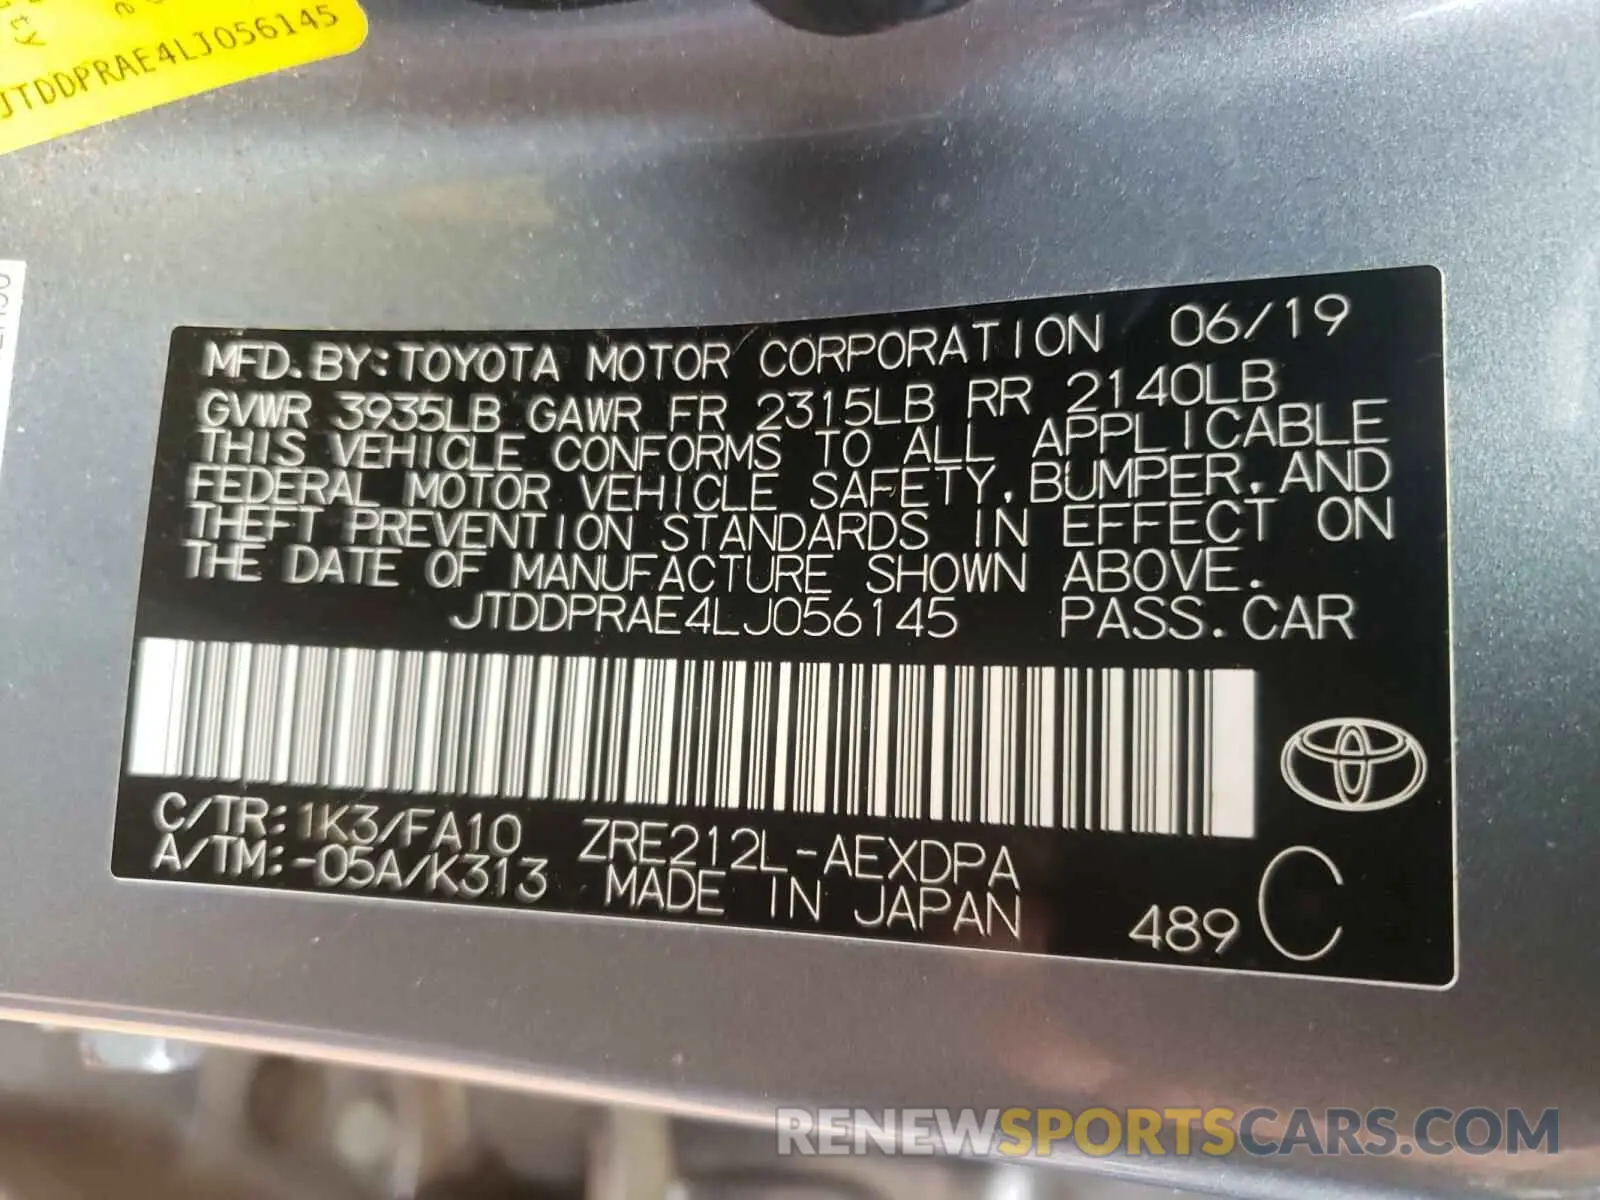 JTDDPRAE4LJ056145
MFD.BY:TOYOTA MOTOR CORPORATION 06/19
GVWR 3935LB GAWR FR 2315LB RR 2140LB
THIS VEHICLE CONFORMS TO ALL APPLICABLE
FEDERAL MOTOR VEHICLE SAFETY,BUMPER,AND
THEFT PREVENTION STANDARDS IN EFFECT ON
THE DATE OF MANUFACTURE SHOWN ABOVE.
JTDDPRAE4LJ056145 PASS.CAR
C/TR:1K3/FA10 ZRE212L-AEXDPA
A/TM:-05A/K313 MADE IN JAPAN
489 C
RENEWSPORTSCARS.COM